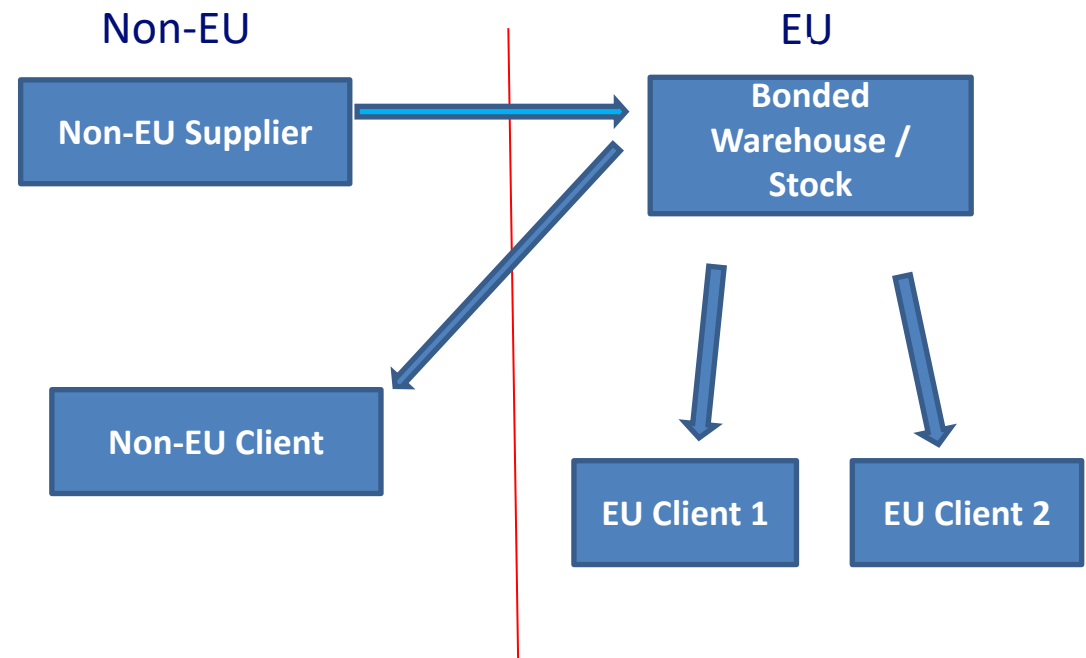 Non-EU
EU
Non-EU Supplier
Bonded
Warehouse /
Stock
Non-EU Client
EU Client 1
EU Client 2